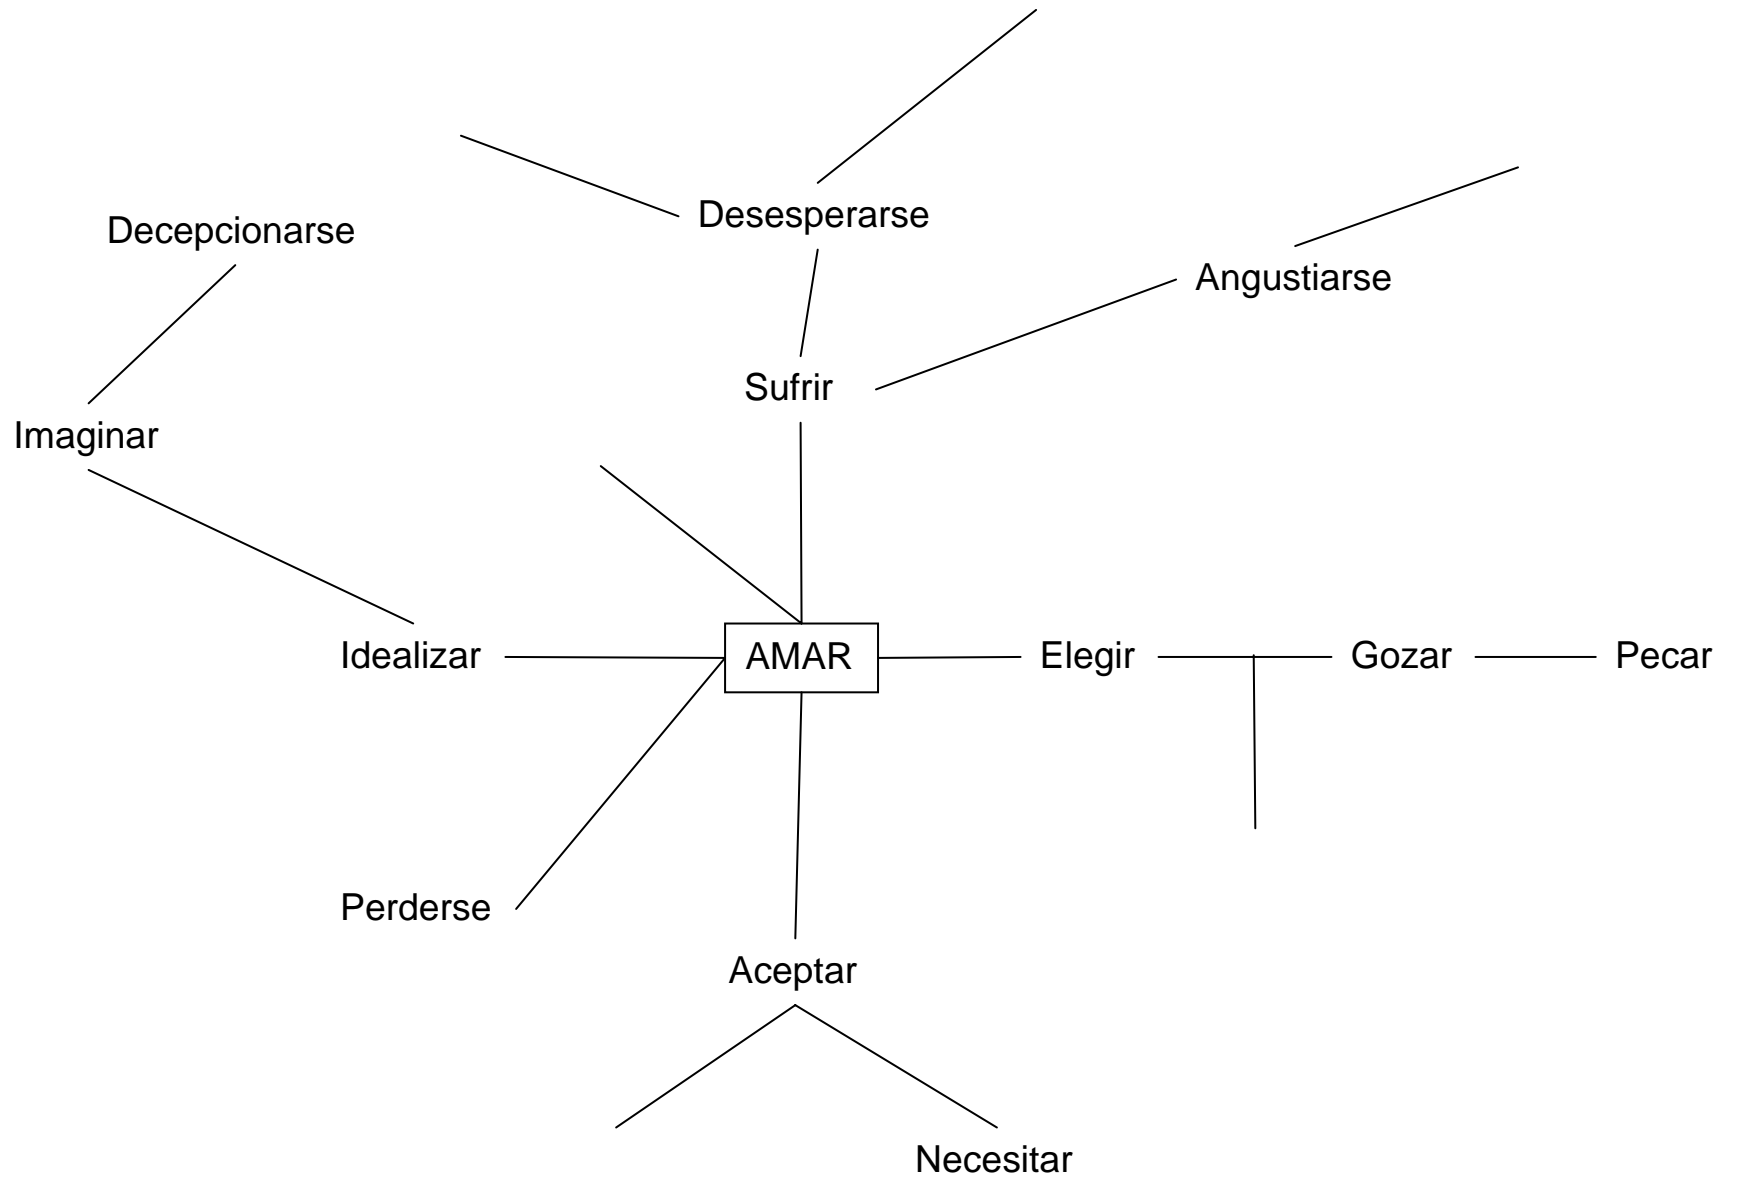 Desesperarse
Decepcionarse
Angustiarse
Sufrir
Imaginar
Idealizar
AMAR
Elegir
Gozar
Pecar
Perderse
Aceptar
Necesitar